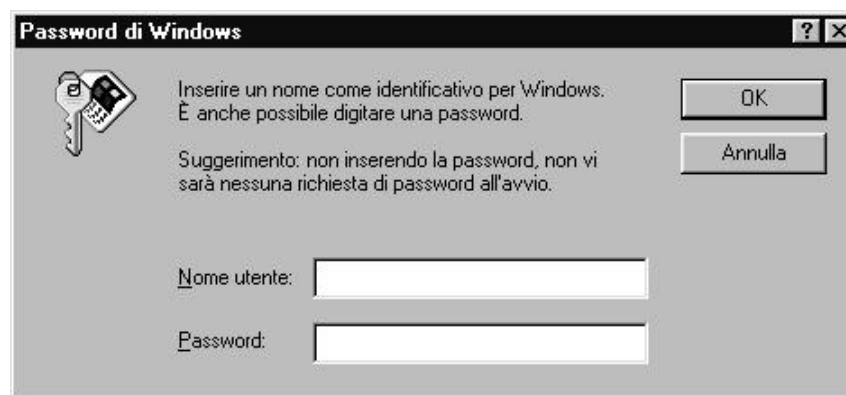 Password di Windows
Inserire un nome come identificativo per Windows.
È anche possibile digitare una password.
Suggerimento: non inserendo la password, non vi
sarà nessuna richiesta di password all'avvio.
OK
Annulla
Nome utente:
Password: